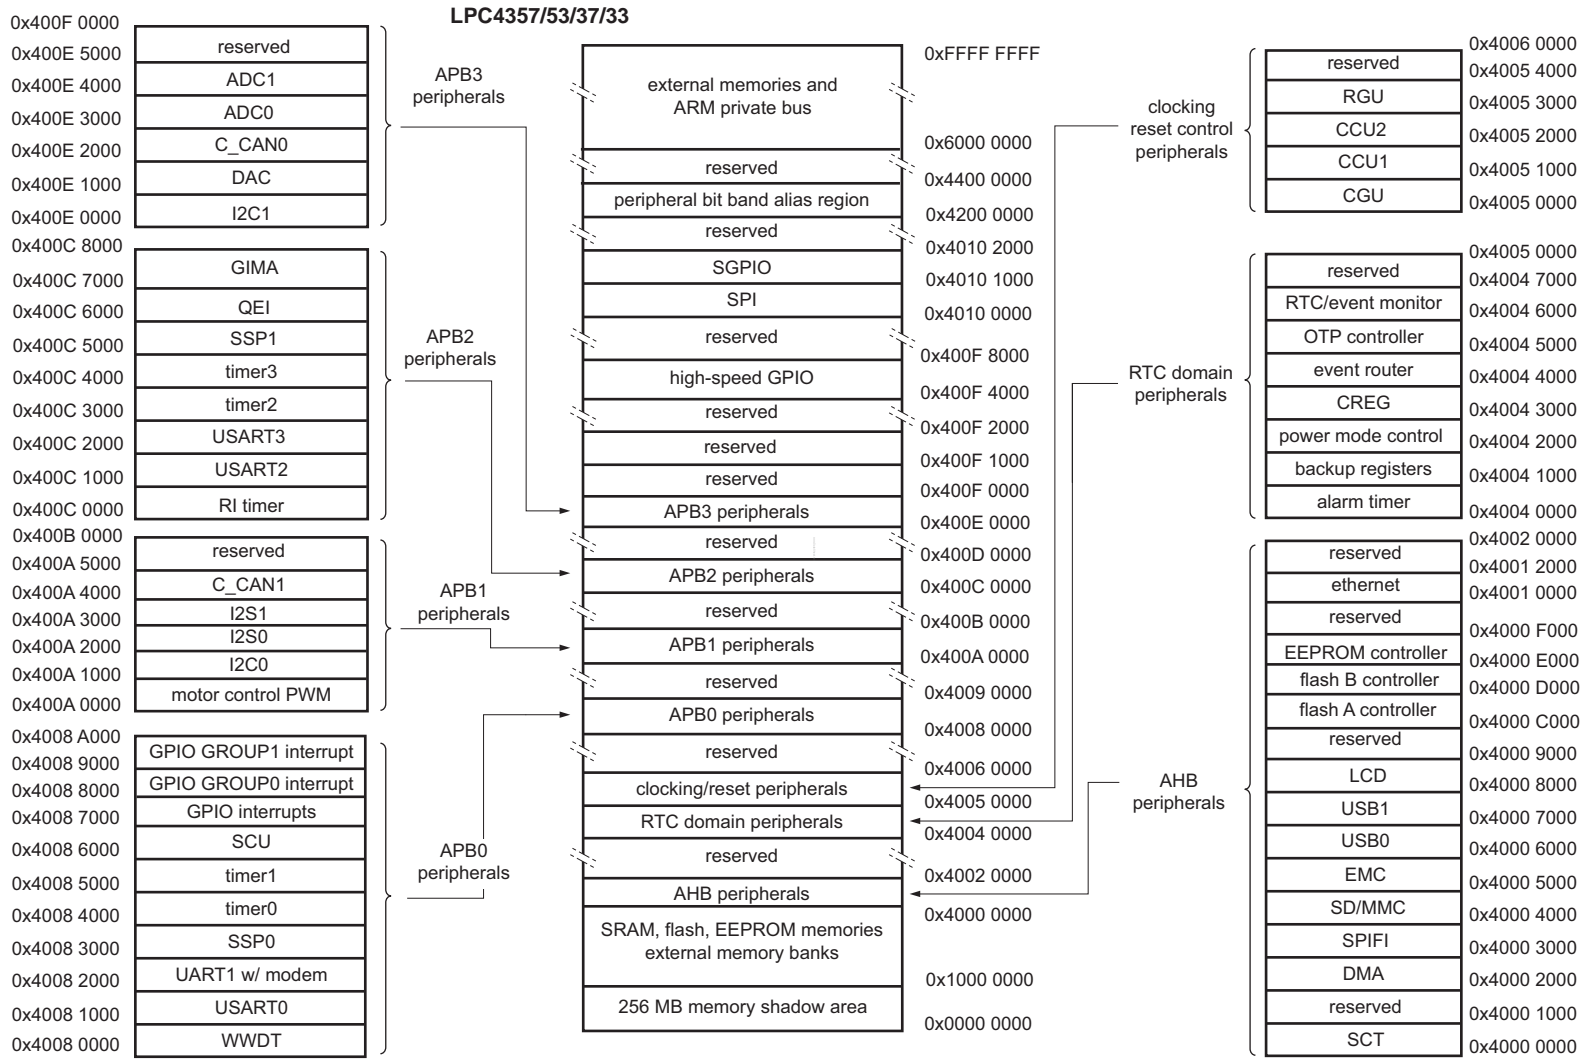 LPC4357/53/37/33
0x400F 0000
reserved
0x400E 5000
ADC1
0x400E 4000
ADC0
0x400E 3000
C_CAN0
0x400E 2000
DAC
0x400E 1000
I2C1
0x400E 0000
APB3
peripherals
0x400C 8000
GIMA
0x400C 7000
QEI
0x400C 6000
SSP1
0x400C 5000
timer3
0x400C 4000
timer2
0x400C 3000
USART3
0x400C 2000
USART2
0x400C 1000
RI timer
0x400C 0000
APB2
peripherals
0x400B 0000
reserved
0x400A 5000
C_CAN1
0x400A 4000
I2S1
0x400A 3000
I2S0
0x400A 2000
I2C0
0x400A 1000
motor control PWM
0x400A 0000
APB1
peripherals
0x4008 A000
GPIO GROUP1 interrupt
0x4008 9000
GPIO GROUP0 interrupt
0x4008 8000
GPIO interrupts
0x4008 7000
SCU
0x4008 6000
timer1
0x4008 5000
timer0
0x4008 4000
SSP0
0x4008 3000
UART1 w/ modem
0x4008 2000
USART0
0x4008 1000
WWDT
0x4008 0000
APB0
peripherals
0xFFFF FFFF
external memories and
ARM private bus
0x6000 0000
reserved
0x4400 0000
peripheral bit band alias region
0x4200 0000
reserved
0x4010 2000
SGPIO
0x4010 1000
SPI
0x4010 0000
reserved
0x400F 8000
high-speed GPIO
0x400F 4000
reserved
0x400F 2000
reserved
0x400F 1000
reserved
0x400F 0000
APB3 peripherals
0x400E 0000
reserved
0x400D 0000
APB2 peripherals
0x400C 0000
reserved
0x400B 0000
APB1 peripherals
0x400A 0000
reserved
0x4009 0000
APB0 peripherals
0x4008 0000
reserved
0x4006 0000
clocking/reset peripherals
0x4005 0000
RTC domain peripherals
0x4004 0000
reserved
0x4002 0000
AHB peripherals
0x4000 0000
SRAM, flash, EEPROM memories
external memory banks
0x1000 0000
256 MB memory shadow area
0x0000 0000
clocking
reset control
peripherals
0x4006 0000
reserved
0x4005 4000
RGU
0x4005 3000
CCU2
0x4005 2000
CCU1
0x4005 1000
CGU
0x4005 0000
RTC domain
peripherals
0x4005 0000
reserved
0x4004 7000
RTC/event monitor
0x4004 6000
OTP controller
0x4004 5000
event router
0x4004 4000
CREG
0x4004 3000
power mode control
0x4004 2000
backup registers
0x4004 1000
alarm timer
0x4004 0000
AHB
peripherals
0x4002 0000
reserved
0x4001 2000
ethernet
0x4001 0000
reserved
0x4000 F000
EEPROM controller
0x4000 E000
flash B controller
0x4000 D000
flash A controller
0x4000 C000
reserved
0x4000 9000
LCD
0x4000 8000
USB1
0x4000 7000
USB0
0x4000 6000
EMC
0x4000 5000
SD/MMC
0x4000 4000
SPIFI
0x4000 3000
DMA
0x4000 2000
reserved
0x4000 1000
SCT
0x4000 0000